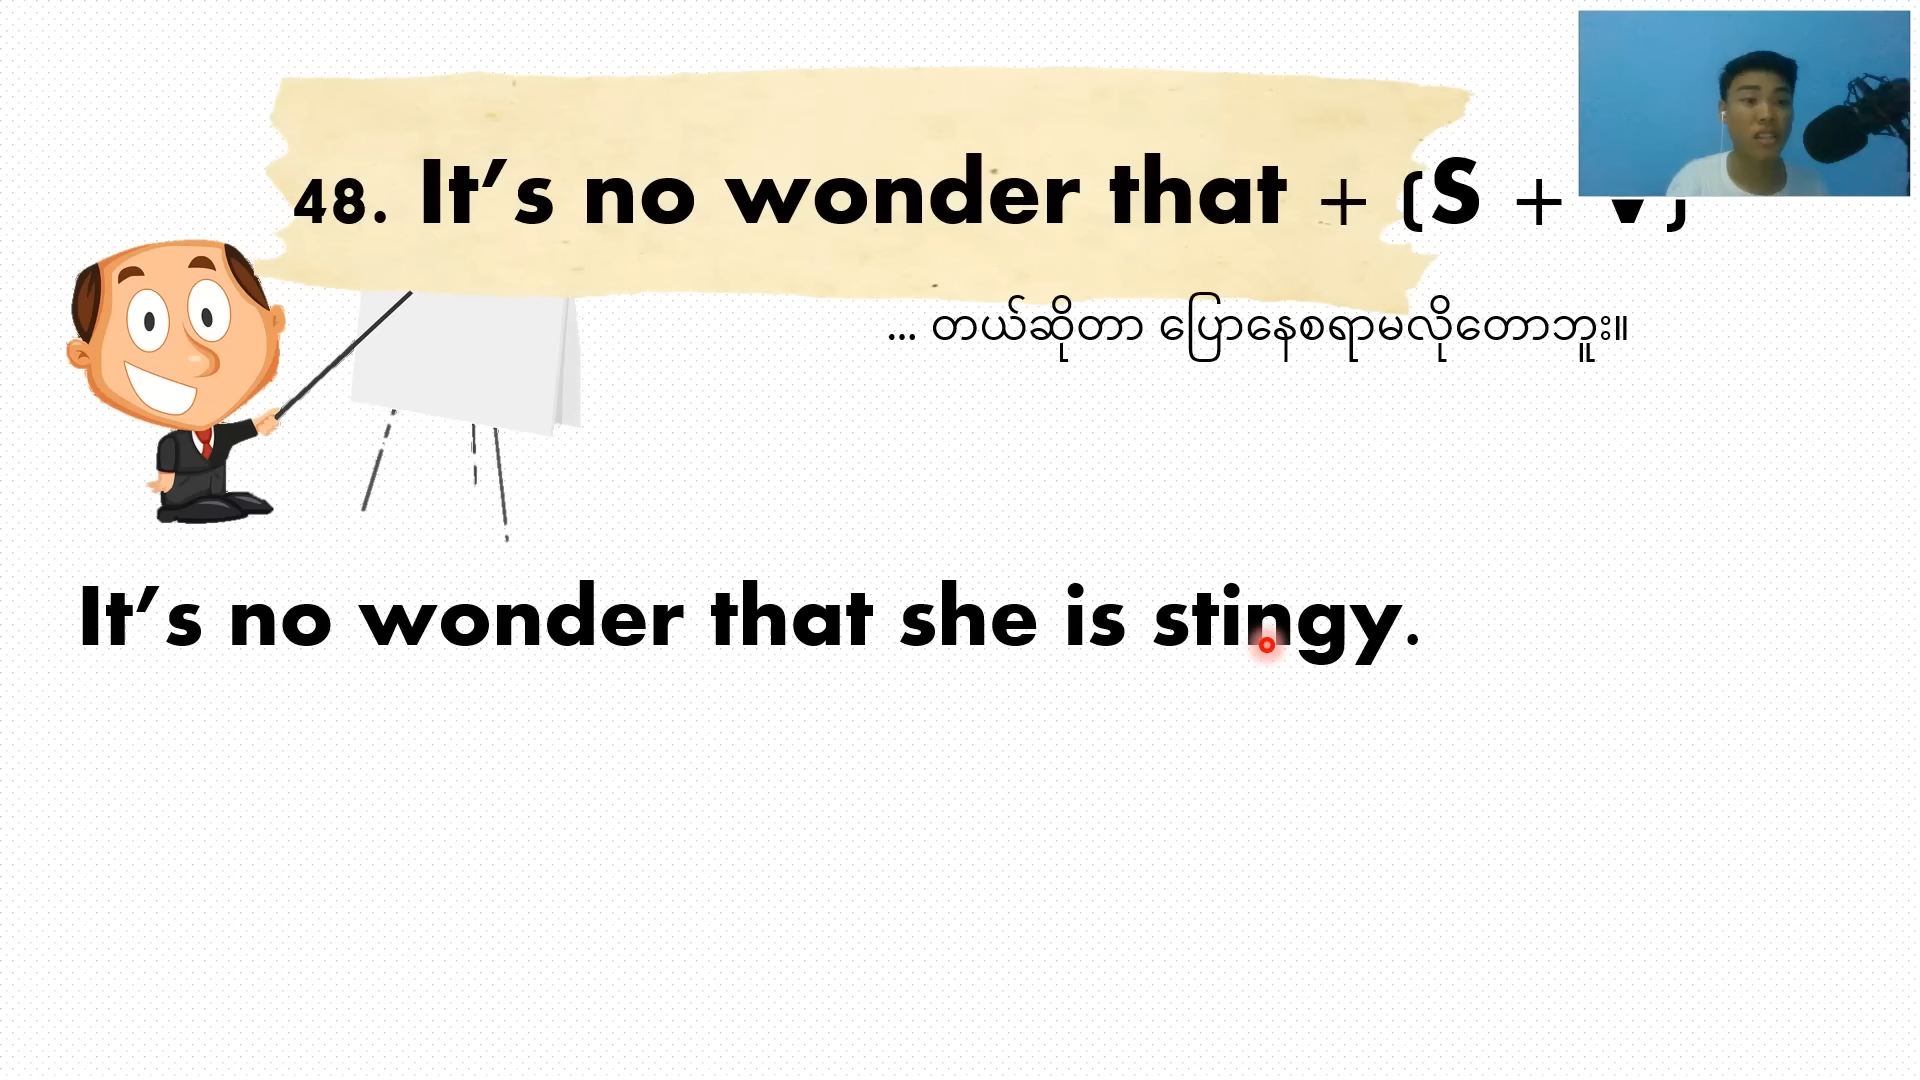 48. It’s no wonder that + (S + V)
... တယ်ဆိုတာ ပြောနေစရာမလိုတော့ဘူး။
It’s no wonder that she is stingy.